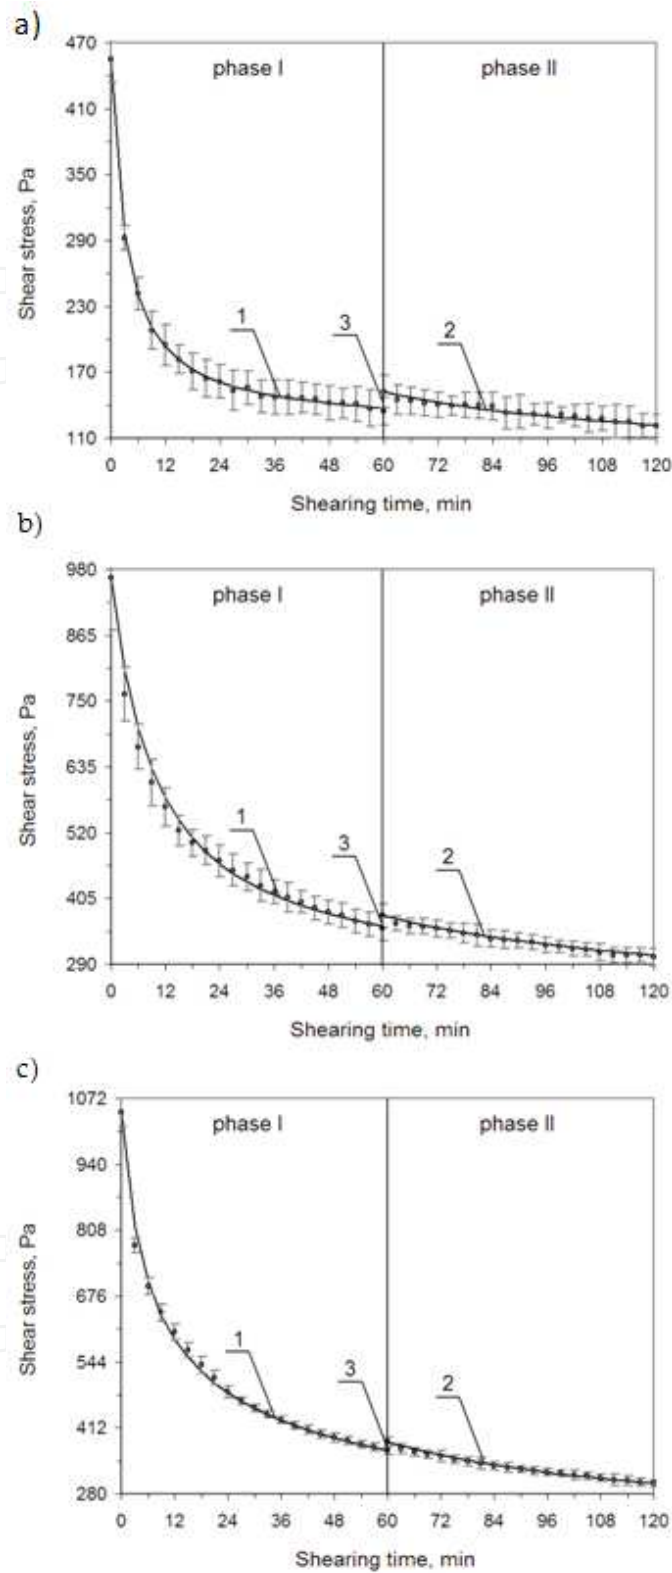 a)
470
410
350
290
230
170
110
Shear stress, Pa
phase I
phase II
1
3
2
0 12 24 36 48 60 72 84 96 108 120
Shearing time, min
b)
980
865
750
635
520
405
290
Shear stress, Pa
phase I
phase II
1
3
2
0 12 24 36 48 60 72 84 96 108 120
Shearing time, min
c)
1072
940
808
676
544
412
280
Shear stress, Pa
phase I
phase II
1
3
2
0 12 24 36 48 60 72 84 96 108 120
Shearing time, min